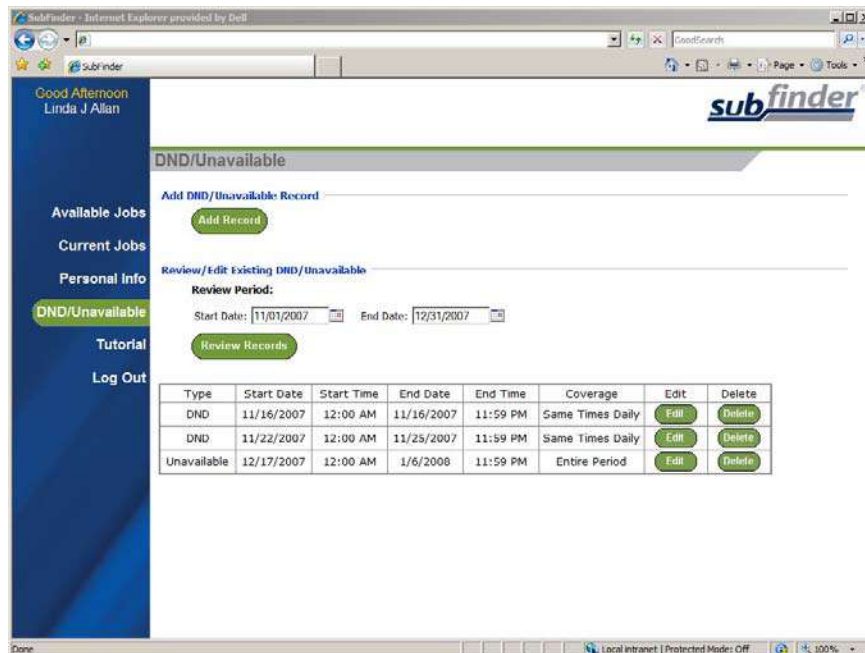 SubFinder - Internet Explorer provided by Dell
GoodSearch
SubFinder
Page
Tools
Good Afternoon
Linda J Allan
subfinder
DND/Unavailable
Add DND/Unavailable Record
Add Record
Available Jobs
Current Jobs
Personal Info
DND/Unavailable
Tutorial
Log Out
Review/Edit Existing DND/Unavailable
Review Period:
Start Date: 11/01/2007 End Date: 12/31/2007
Review Records
Type Start Date Start Time End Date End Time Coverage Edit Delete
DND 11/16/2007 12:00 AM 11/16/2007 11:59 PM Same Times Daily Edit Delete
DND 11/22/2007 12:00 AM 11/25/2007 11:59 PM Same Times Daily Edit Delete
Unavailable 12/17/2007 12:00 AM 1/6/2008 11:59 PM Entire Period Edit Delete
Done Local intranet | Protected Mode: Off 100%